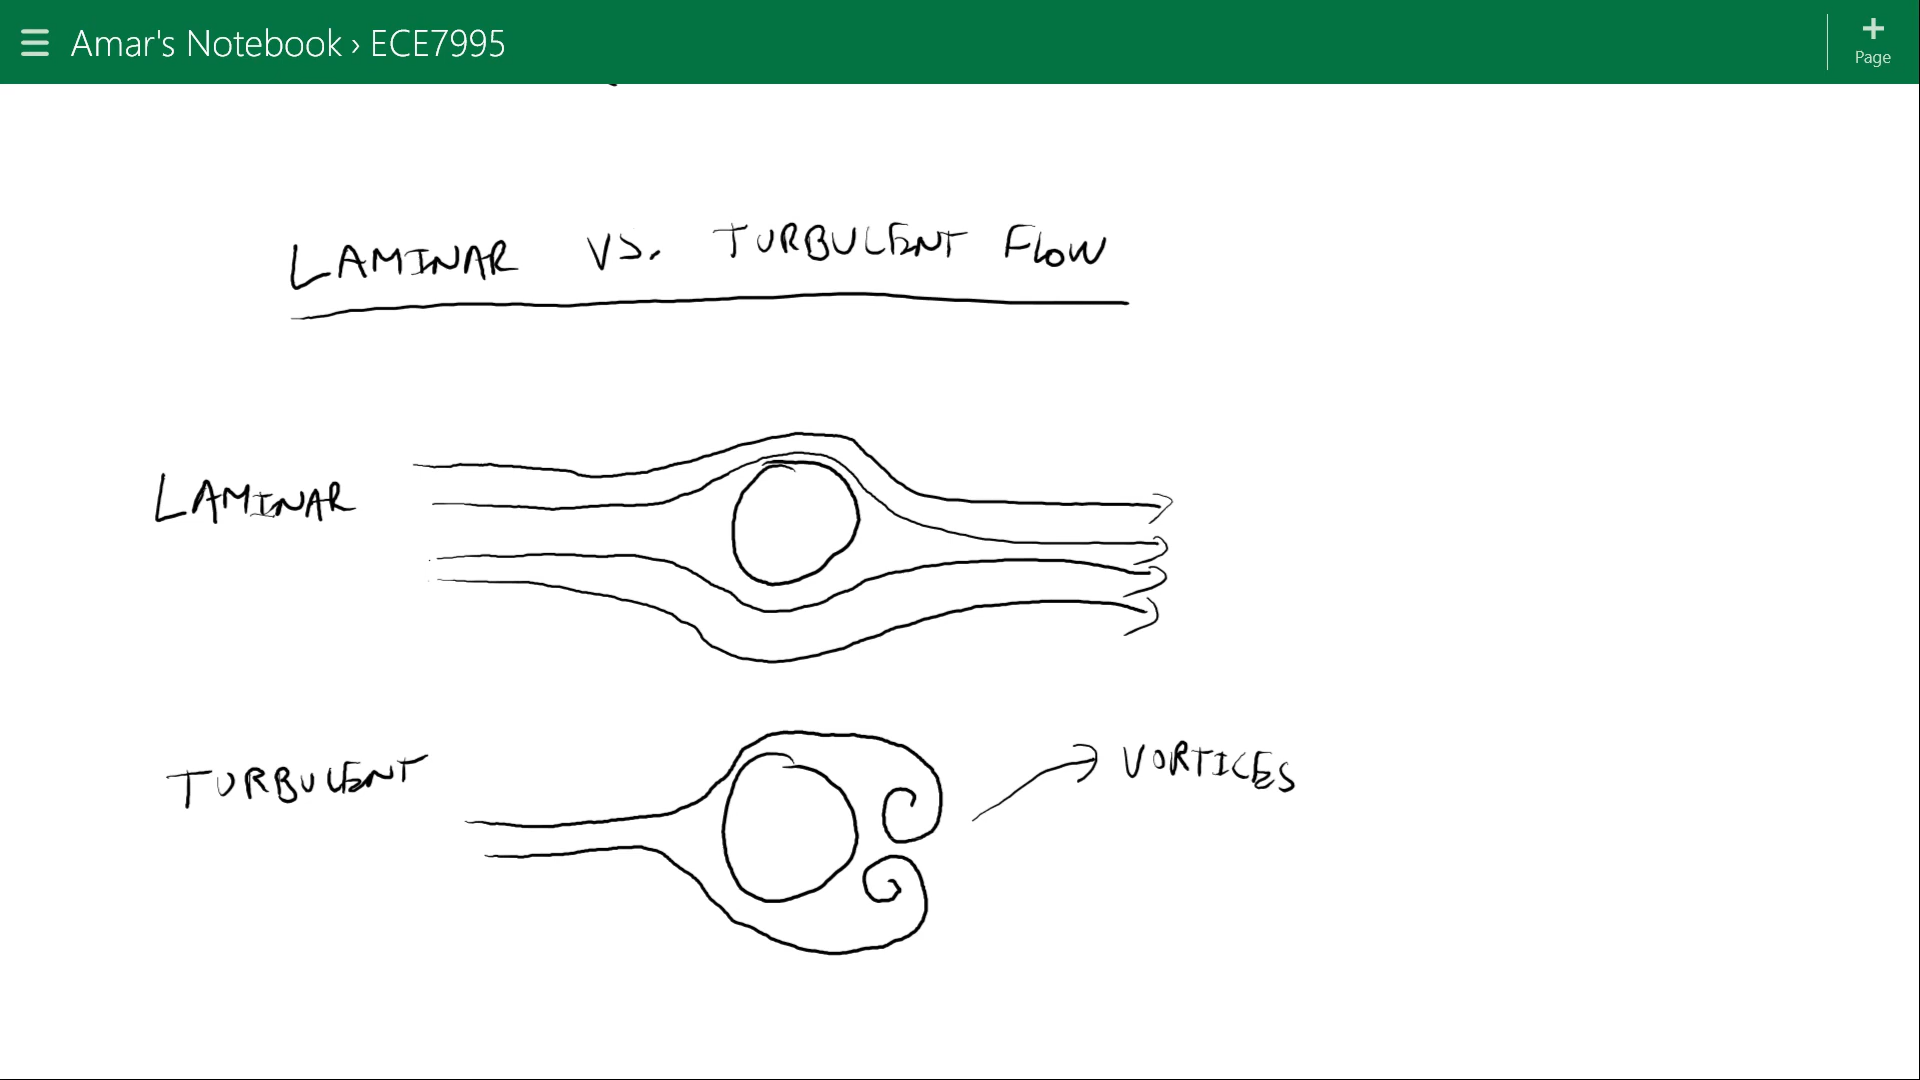 Amar's Notebook › ECE7995
Page
LAMINAR VS. TURBULENT FLOW
LAMINAR
TURBULENT
VORTICES